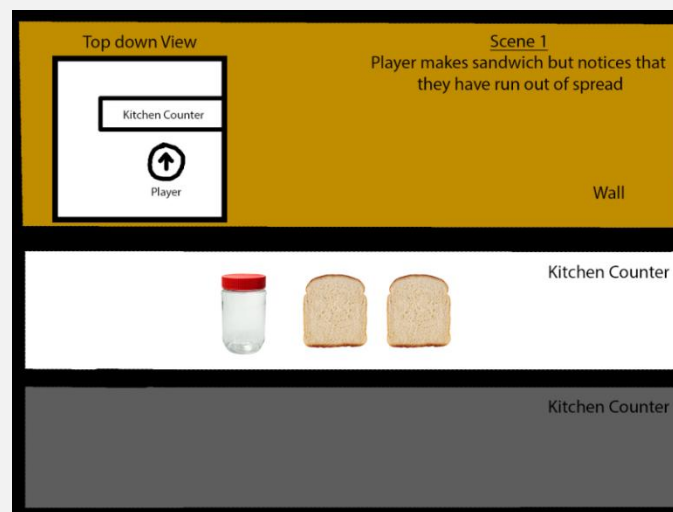 Top down View
Kitchen Counter
Player
Scene 1
Player makes sandwich but notices that
they have run out of spread
Wall
Kitchen Counter
Kitchen Counter